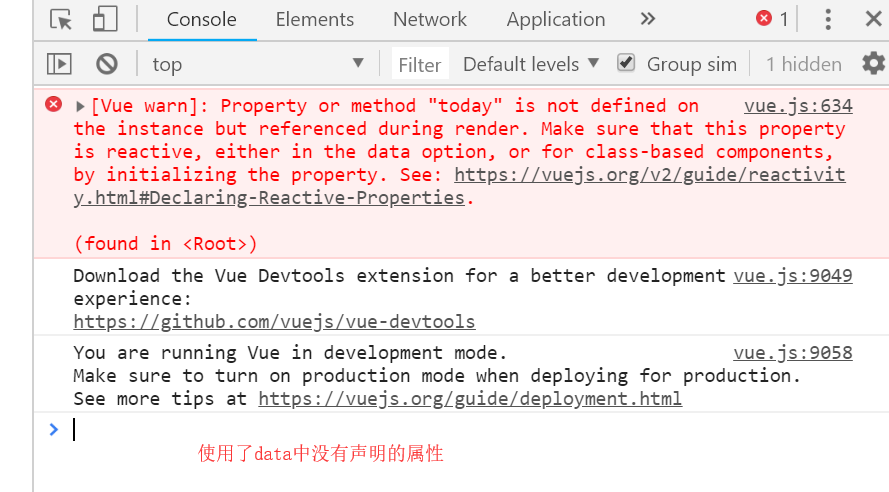 Console Elements Network Application 1
top Filter Default levels Group sim 1 hidden
[Vue warn]: Property or method "today" is not defined on vue.js:634
the instance but referenced during render. Make sure that this property
is reactive, either in the data option, or for class-based components,
by initializing the property. See: https://vuejs.org/v2/guide/reactivit
y.html#Declaring-Reactive-Properties.
(found in <Root>)
Download the Vue Devtools extension for a better development vue.js:9049
experience:
https://github.com/vuejs/vue-devtools
You are running Vue in development mode. vue.js:9058
Make sure to turn on production mode when deploying for production.
See more tips at https://vuejs.org/guide/deployment.html
使用了data中没有声明的属性